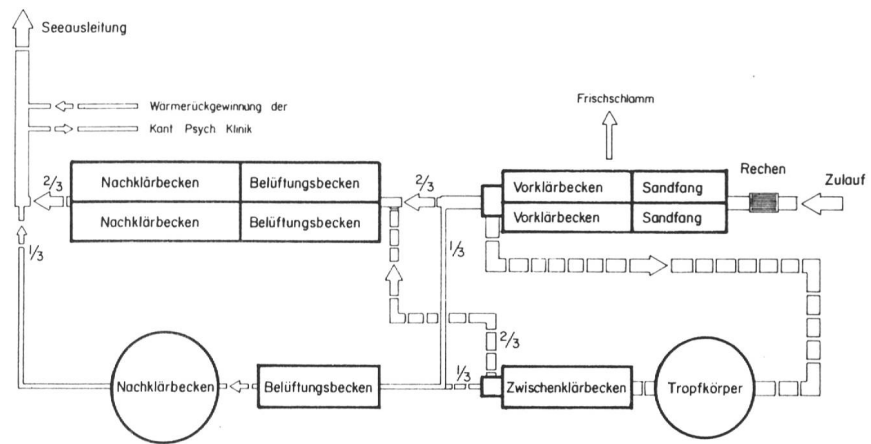 Seeausleitung
Wärmerückgewinnung der
Kant Psych Klinik
Frischschlamm
Rechen
Zulauf
2/3
Nachklärbecken
Belüftungsbecken
2/3
Vorklärbecken
Sandfang
Nachklärbecken
Belüftungsbecken
Vorklärbecken
Sandfang
1/3
1/3
2/3
1/3
Nachklärbecken
Belüftungsbecken
Zwischenklärbecken
Tropfkörper